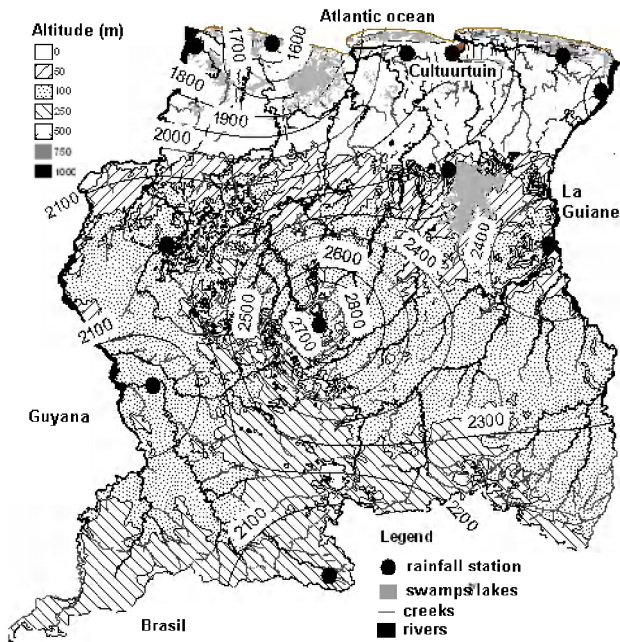 Atlantic ocean
Altitude (m)
0
50
100
250
500
750
1000
1700
1600
Cultuurtuin
1800
1900
2000
2100
La
Guiane
2400
2400
2600
2500
2800
2700
2100
Guyana
2300
2100
2200
Legend
rainfall station
swamps lakes
creeks
rivers
Brasil